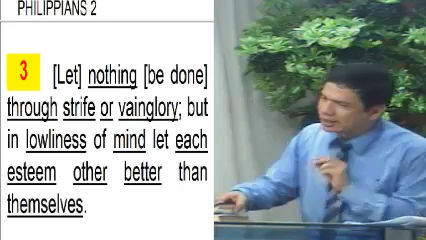 PHILIPPIANS 2
3 [Let] nothing [be done]
through strife or vainglory; but
in lowliness of mind let each
esteem other better than
themselves.